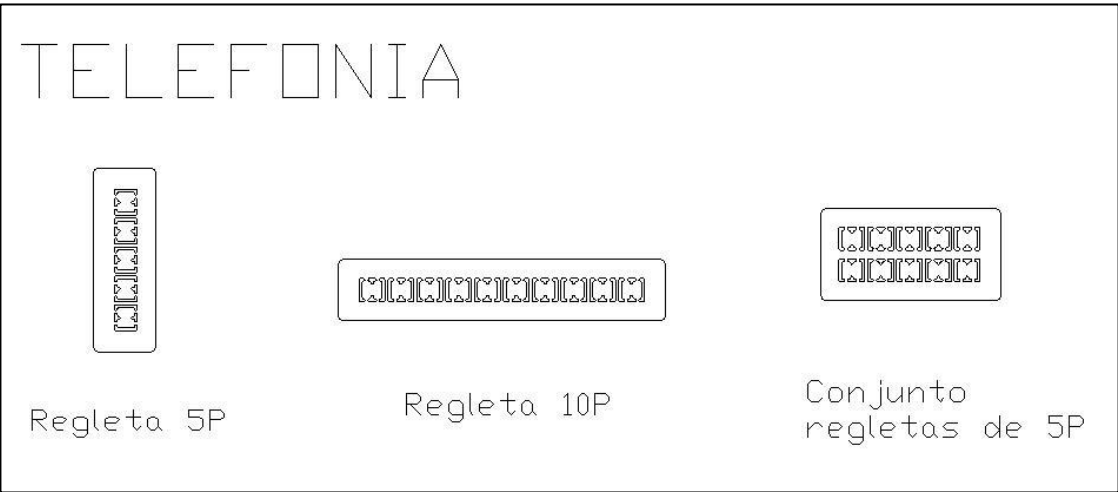 TELEFONIA
Regleta 5P
Regleta 10P
Conjunto
regletas de 5P